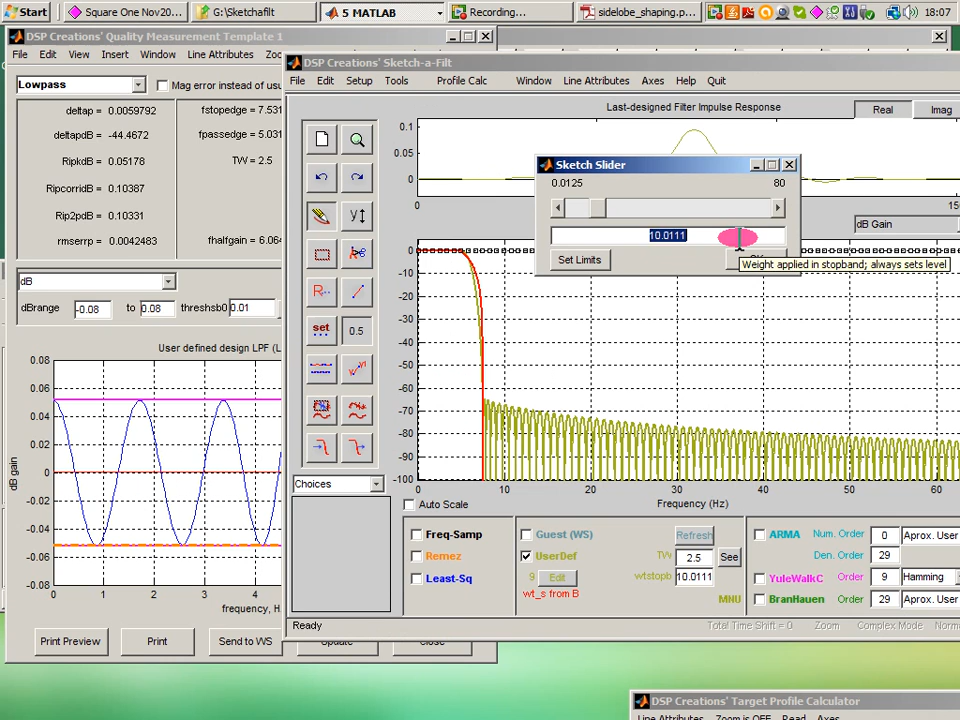 Start
Square One Nov20...
G:\Sketchafilt
5 MATLAB
Recording...
sidelobe_shaping.p...
18:07
DSP Creations' Quality Measurement Template 1
File Edit View Insert Window Line Attributes Zo
Lowpass
Mag error instead of usu
deltap = 0.0059792
deltapdB = -44.4672
RipkdB = 0.05178
Ripcorrid = 0.10387
Rip2pdB = 0.10331
rmserrp = 0.0042483
fstopedge = 7.531
fpassedge = 5.031
TW = 2.5
fhalfgain = 6.064
dB
dBrange -0.08 to 0.08 threshsb0 0.01
User defined design LPF (L
0.08
0.06
0.04
0.02
0
-0.02
-0.04
-0.06
-0.08
dB gain
0 1 2 3 4
frequency, H
Print Preview
Print
Send to WS
Update
Close
DSP Creations' Sketch-a-Filt
File Edit Setup Tools Profile Calc Window Line Attributes Axes Help Quit
Last-designed Filter Impulse Response
Real
Imag
0.1
0.05
0
0
15
dB Gain
Sketch Slider
0.0125
80
10.0111
Set Limits
OK
Weight applied in stopband; always sets level
R...
set
0.5
0
-10
-20
-30
-40
-50
-60
-70
-80
-90
-100
0 10 20 30 40 50 6
Frequency (Hz)
Choices
Auto Scale
Freq-Samp
Remez
Least-Sq
Guest (WS)
Refresh
UserDef
TW 2.5
See
9 Edit
wtstopb 10.0111
wt_s from B
MNU
ARMA
Num. Order 0 Aprox. User
Den. Order 29
YuleWalkC 9 Hamming
BranHauen Order 29 Aprox. User
Ready
Total Time Shift = 0 Zoom Complex Mode Norm
DSP Creations' Target Profile Calculator
Line Attributes Zoom is OFF Read Axes